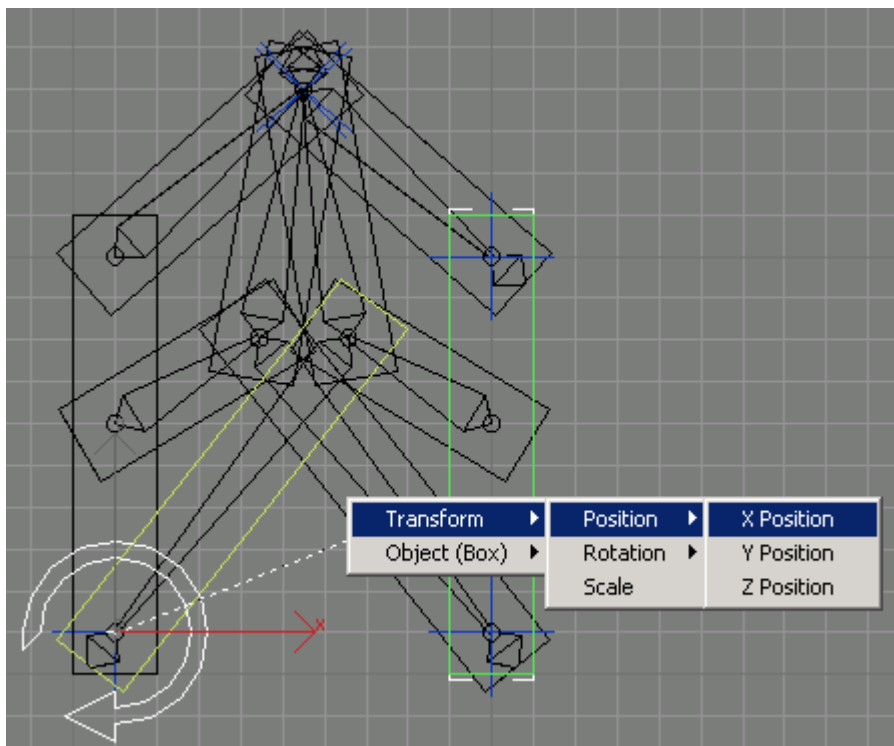 Transform
Object (Box)
Position
Rotation
Scale
X Position
Y Position
Z Position
x